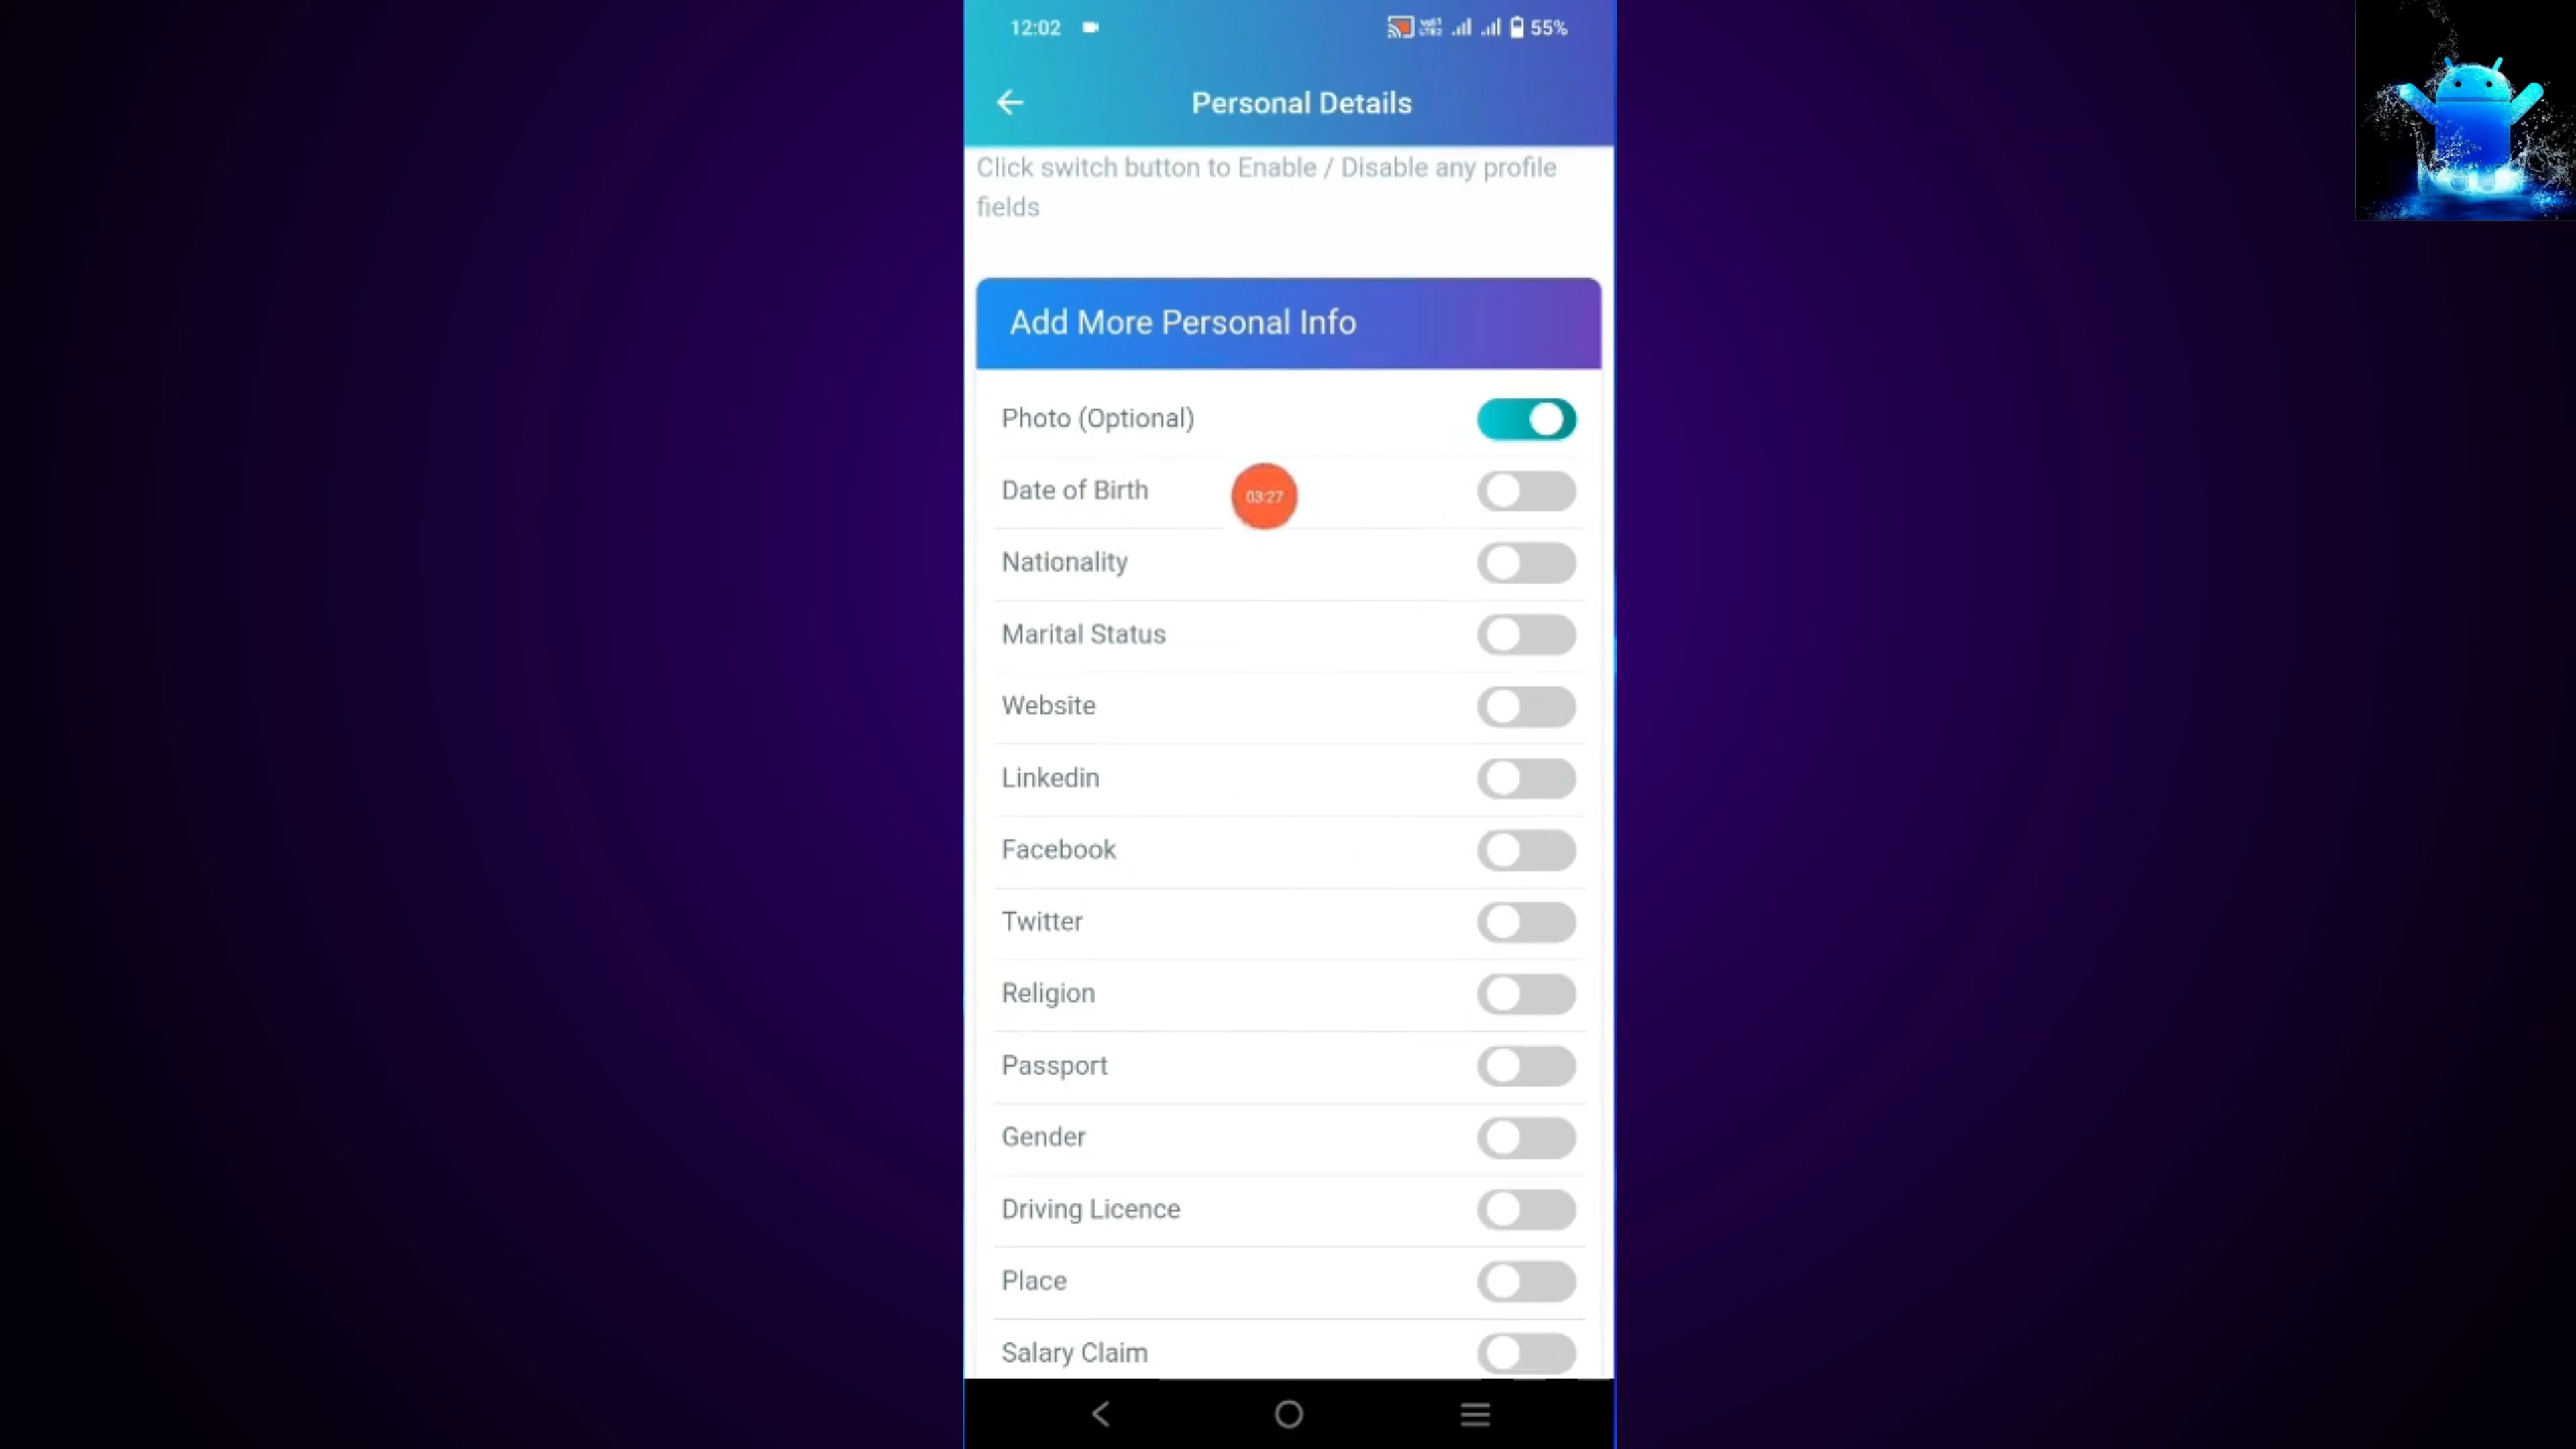 12:02
55%
Personal Details
Click switch button to Enable / Disable any profile
fields
Add More Personal Info
Photo (Optional)
Date of Birth
03:27
Nationality
Marital Status
Website
Linkedin
Facebook
Twitter
Religion
Passport
Gender
Driving Licence
Place
Salary Claim